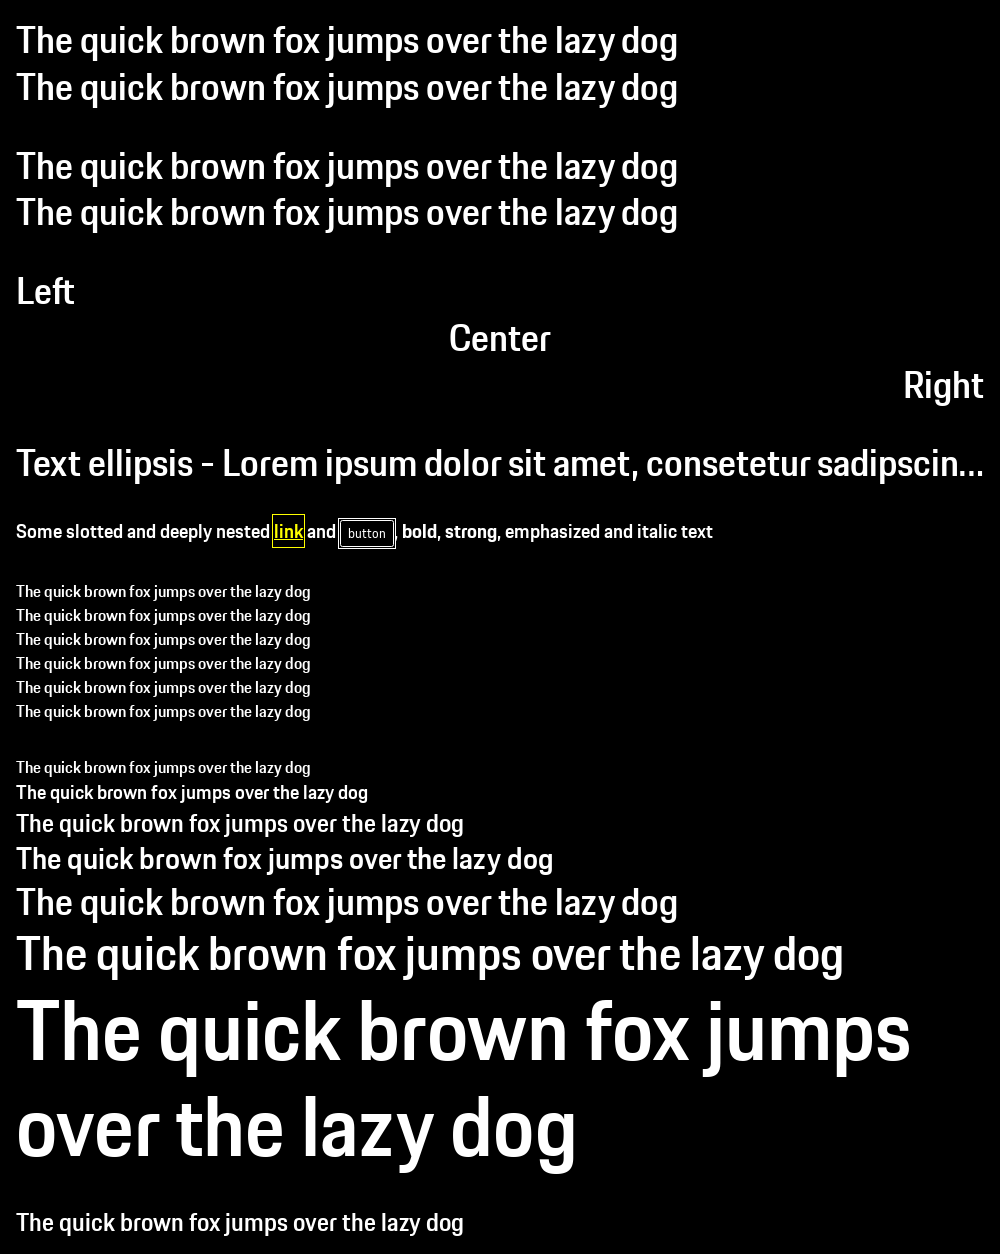 The quick brown fox jumps over the lazy dog
The quick brown fox jumps over the lazy dog
The quick brown fox jumps over the lazy dog
The quick brown fox jumps over the lazy dog
Left
Center
Right
Text ellipsis - Lorem ipsum dolor sit amet, consetetur sadipscin...
Some slotted and deeply nested link and button, bold, strong, emphasized and italic text
The quick brown fox jumps over the lazy dog
The quick brown fox jumps over the lazy dog
The quick brown fox jumps over the lazy dog
The quick brown fox jumps over the lazy dog
The quick brown fox jumps over the lazy dog
The quick brown fox jumps over the lazy dog
The quick brown fox jumps over the lazy dog
The quick brown fox jumps over the lazy dog
The quick brown fox jumps over the lazy dog
The quick brown fox jumps over the lazy dog
The quick brown fox jumps over the lazy dog
The quick brown fox jumps over the lazy dog
The quick brown fox jumps
over the lazy dog
The quick brown fox jumps over the lazy dog